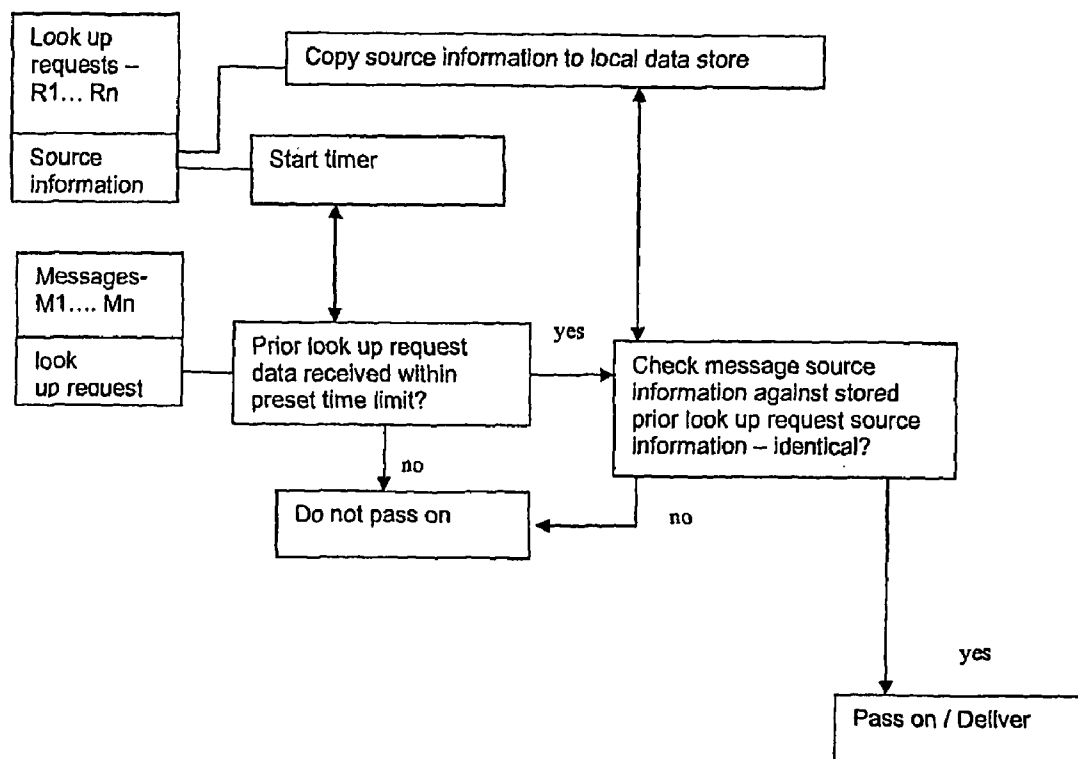 Look up
requests –
R1... Rn
Source
information
Copy source information to local data store
Start timer
Messages-
M1.... Mn
look
up request
Prior look up request
data received within
preset time limit?
yes
Check message source
information against stored
prior look up request source
information – identical?
no
Do not pass on
no
yes
Pass on / Deliver